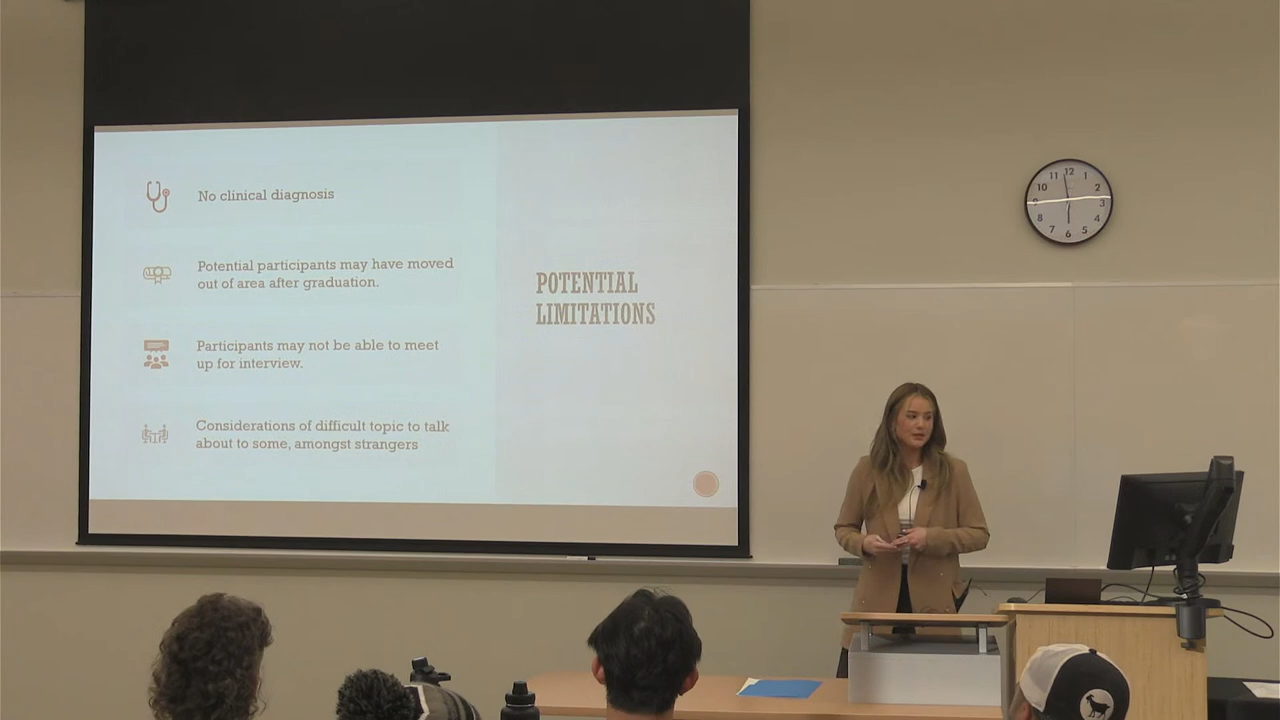 No clinical diagnosis
Potential participants may have moved
out of area after graduation.
Participants may not be able to meet
up for interview.
Considerations of difficult topic to talk
about to some, amongst strangers
POTENTIAL
LIMITATIONS
12
1
2
3
4
5
6
7
8
9
10
11